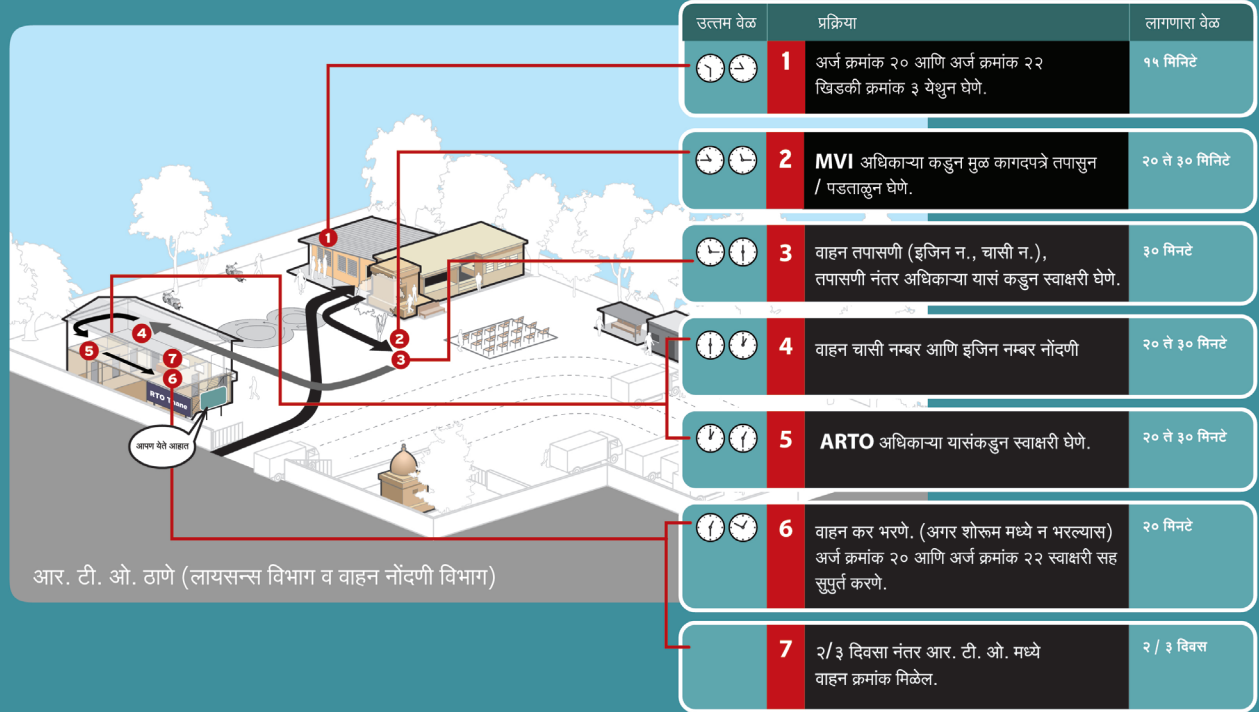 उत्तम वेळ
प्रक्रिया
लागणारा वेळ
1
अर्ज क्रमांक २० आणि अर्ज क्रमांक २२
खिडकी क्रमांक ३ येथुन घेणे.
१५ मिनिटे
2
MVI अधिकाऱ्या कडुन मुळ कागदपत्रे तपासुन
/ पडताळुन घेणे.
२० ते ३० मिनिटे
3
वाहन तपासणी (इजिन न., चासी न.),
तपासणी नंतर अधिकाऱ्या यासं कडुन स्वाक्षरी घेणे.
३० मिनटे
4
वाहन चासी नम्बर आणि इजिन नम्बर नोंदणी
२० ते ३० मिनटे
5
ARTO अधिकाऱ्या यासंकडुन स्वाक्षरी घेणे.
२० ते ३० मिनटे
6
वाहन कर भरणे. (अगर शोरूम मध्ये न भरल्यास)
अर्ज क्रमांक २० आणि अर्ज क्रमांक २२ स्वाक्षरी सह
सुपुर्त करणे.
२० मिनटे
7
२/३ दिवसा नंतर आर. टी. ओ. मध्ये
वाहन क्रमांक मिळेल.
२ / ३ दिवस
1
2
3
4
5
7
6
RTO Thane
आपण येते आहात
आर. टी. ओ. ठाणे (लायसन्स विभाग व वाहन नोंदणी विभाग)